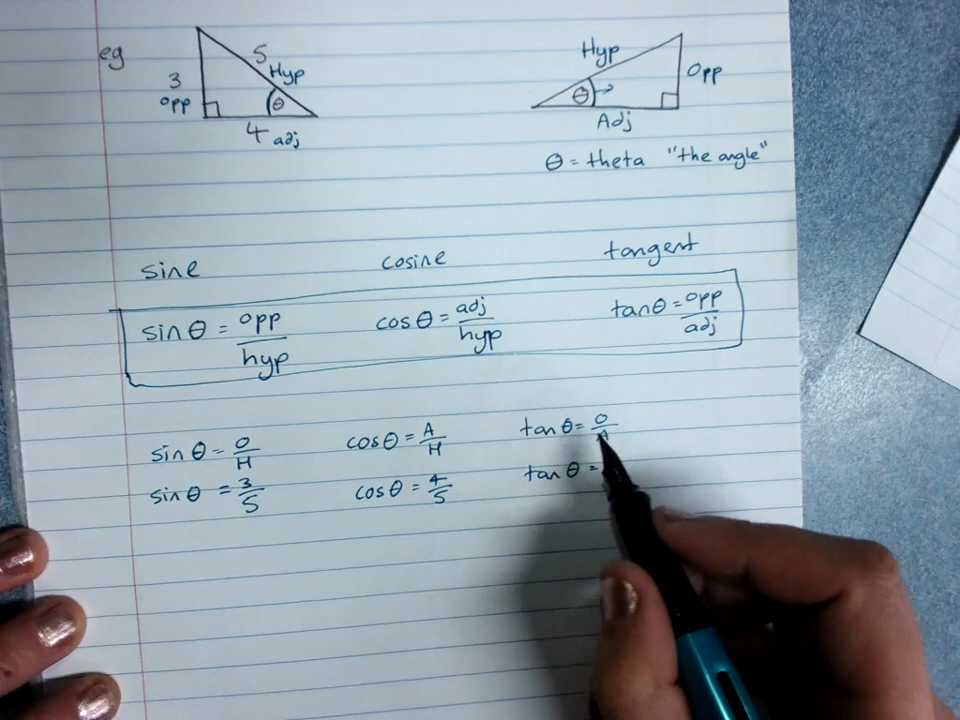 eg
5
Hyp
3
opp
θ
4 adj
Hyp
Opp
θ
Adj
θ = theta "the angle"
sine cosine tangent
sin θ = opp/hyp cos θ = adj/hyp tan θ = opp/adj
sin θ = O/H cos θ = A/H tan θ = O/A
sin θ = 3/5 cos θ = 4/5 tan θ =